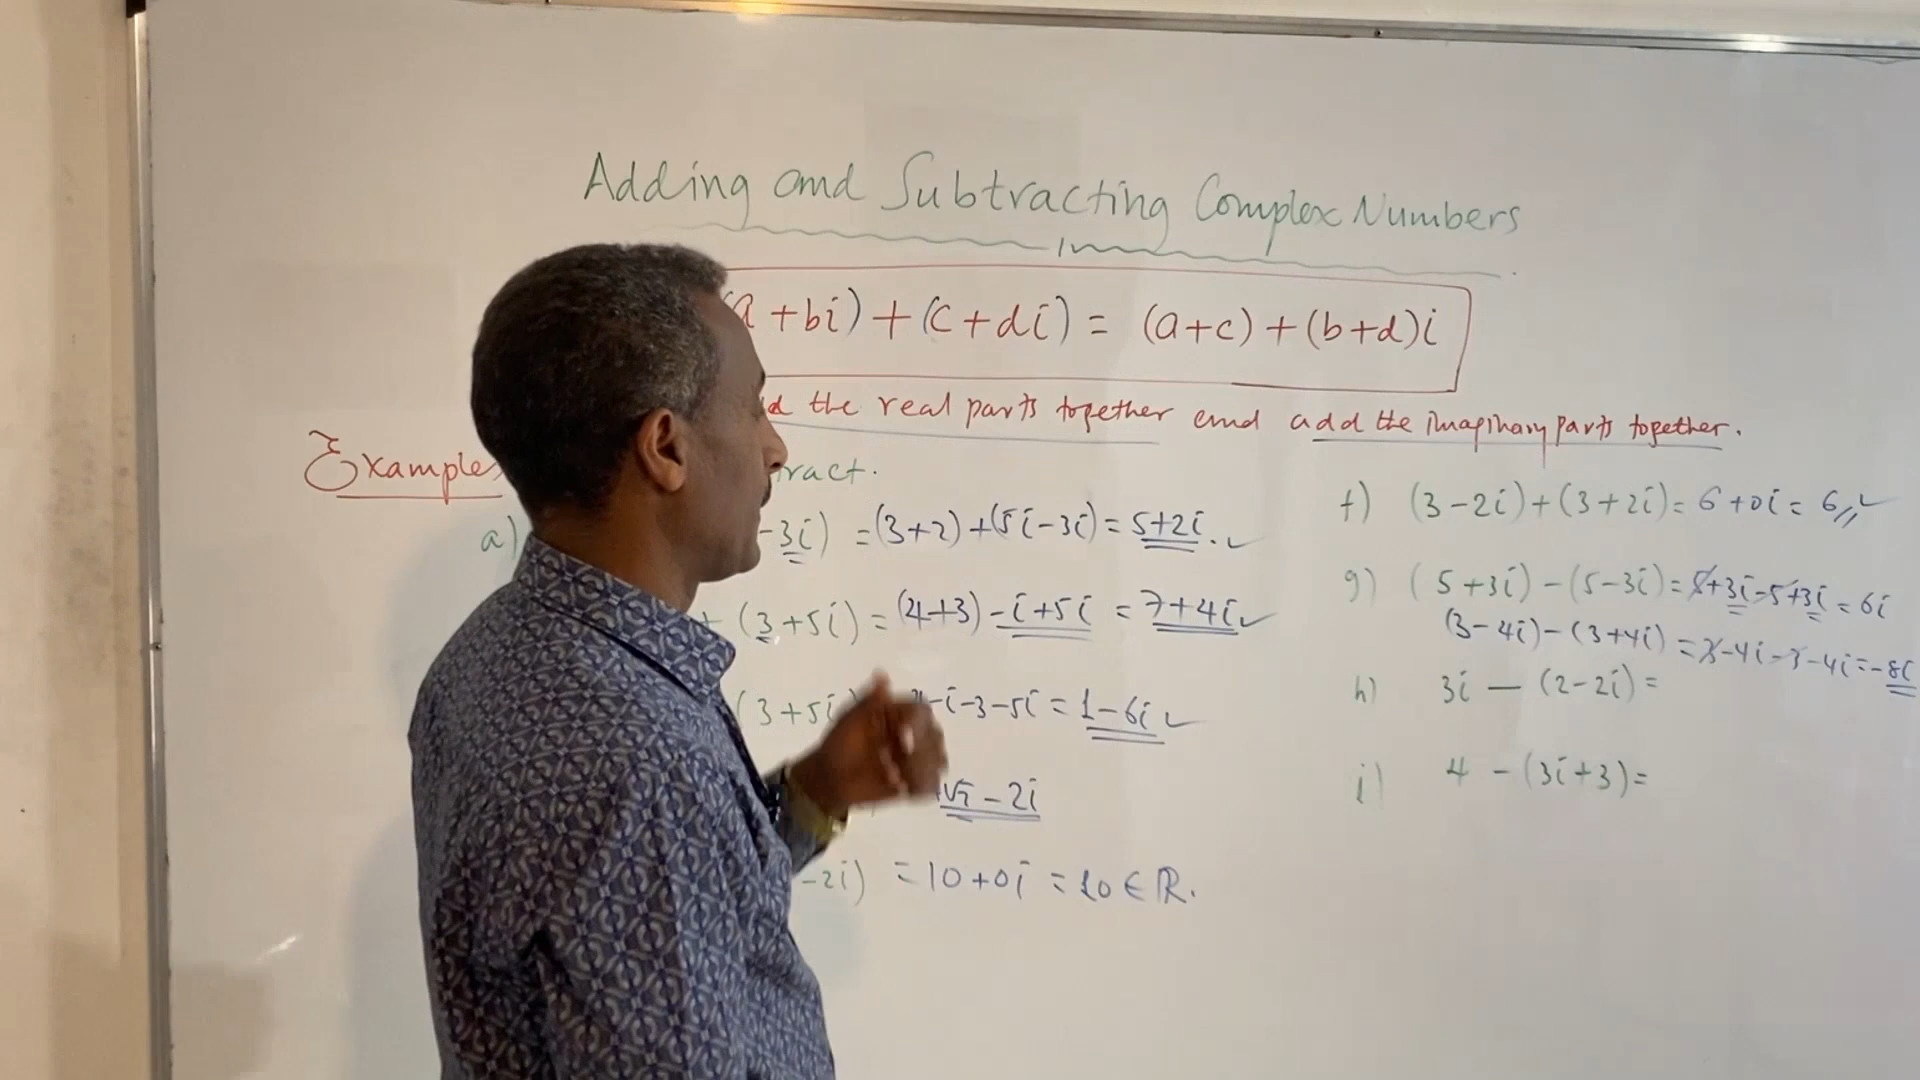 Adding and Subtracting Complex Numbers
a+bi)+(c+di) = (a+c)+(b+d)i
the real parts together and add the imaginary parts together.
Example
ract.
a) -3i) =(3+2)+(5i-3i)=5+2i. ✓
+ (3+5i) = (4+3)-i+5i = 7+4i ✓
(3+5i -i-3-5i = 1-6i ✓
-2i
-2i) =10+0i =10∈ℝ.
f) (3-2i)+(3+2i)=6+0i=6 ✓
g) (5+3i)-(5-3i)=5+3i-5+3i=6i
(3-4i)-(3+4i)=3-4i-3-4i=-8i
h) 3i-(2-2i)=
i) 4-(3i+3)=